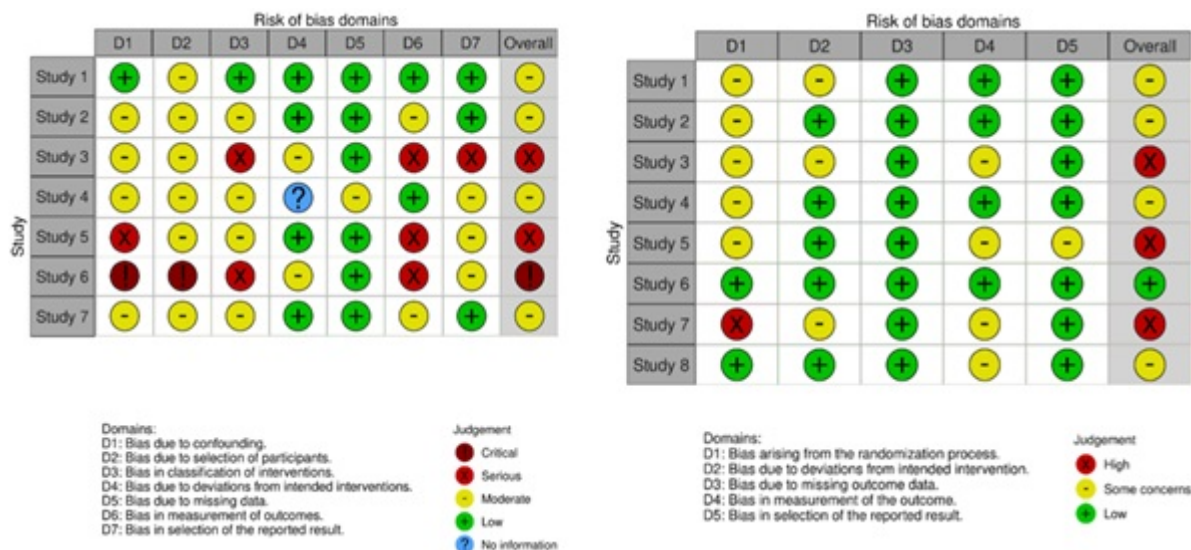 Risk of bias domains
D1 D2 D3 D4 D5 D6 D7 Overall
Study 1 + - + + + + + -
Study 2 - - - + + - + -
Study 3 - - X - + X X X
Study 4 - - - ? - + - -
Study 5 X - - + + X - X
Study 6 ! ! X - + X - !
Study 7 - - - + + - + -
Study
Domains:
D1: Bias due to confounding.
D2: Bias due to selection of participants.
D3: Bias in classification of interventions.
D4: Bias due to deviations from intended interventions.
D5: Bias due to missing data.
D6: Bias in measurement of outcomes.
D7: Bias in selection of the reported result.
Judgement
! Critical
X Serious
- Moderate
+ Low
? No information
Risk of bias domains
D1 D2 D3 D4 D5 Overall
Study 1 - - + + + -
Study 2 - + + + + -
Study 3 - - + - + X
Study 4 - + + + + -
Study 5 - + + - - X
Study 6 + + + + + +
Study 7 X - + - + X
Study 8 + + + - + -
Study
Domains:
D1: Bias arising from the randomization process.
D2: Bias due to deviations from intended intervention.
D3: Bias due to missing outcome data.
D4: Bias in measurement of the outcome.
D5: Bias in selection of the reported result.
Judgement
X High
- Some concerns
+ Low